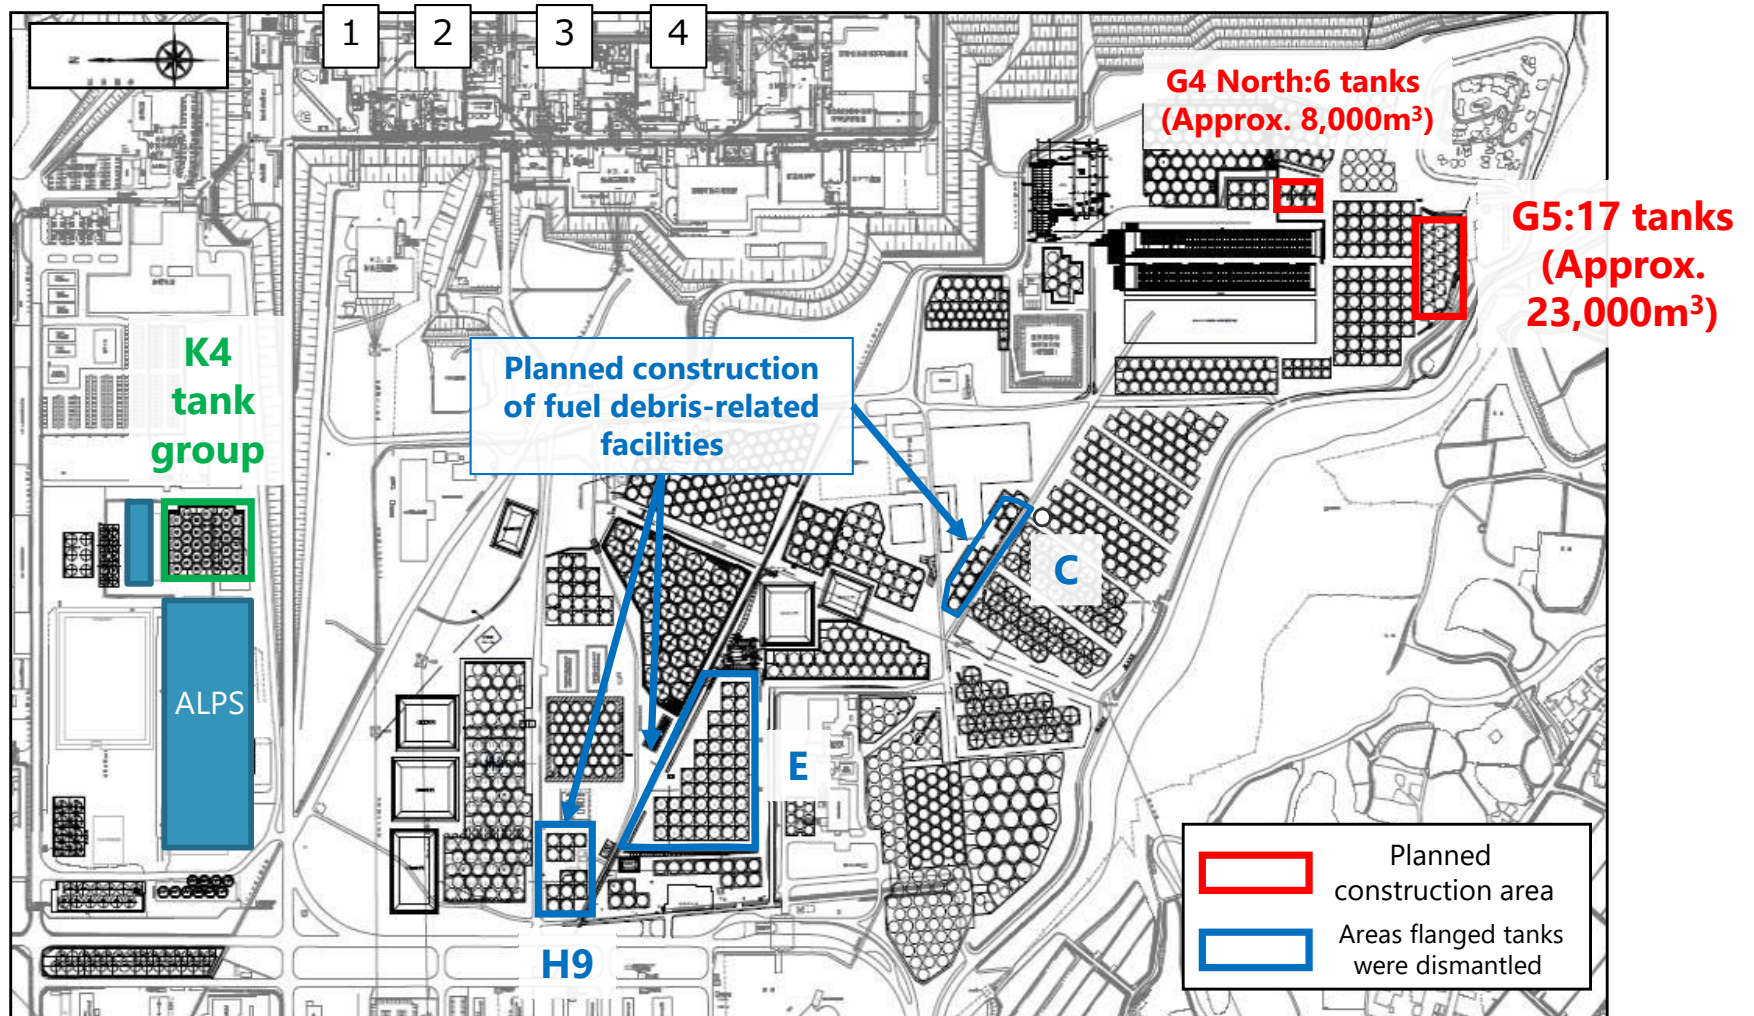 1
2
3
4
N
G4 North:6 tanks
(Approx. 8,000m³)
G5:17 tanks
(Approx.
23,000m³)
K4
tank
group
Planned construction
of fuel debris-related
facilities
C
ALPS
E
H9
Planned
construction area
Areas flanged tanks
were dismantled